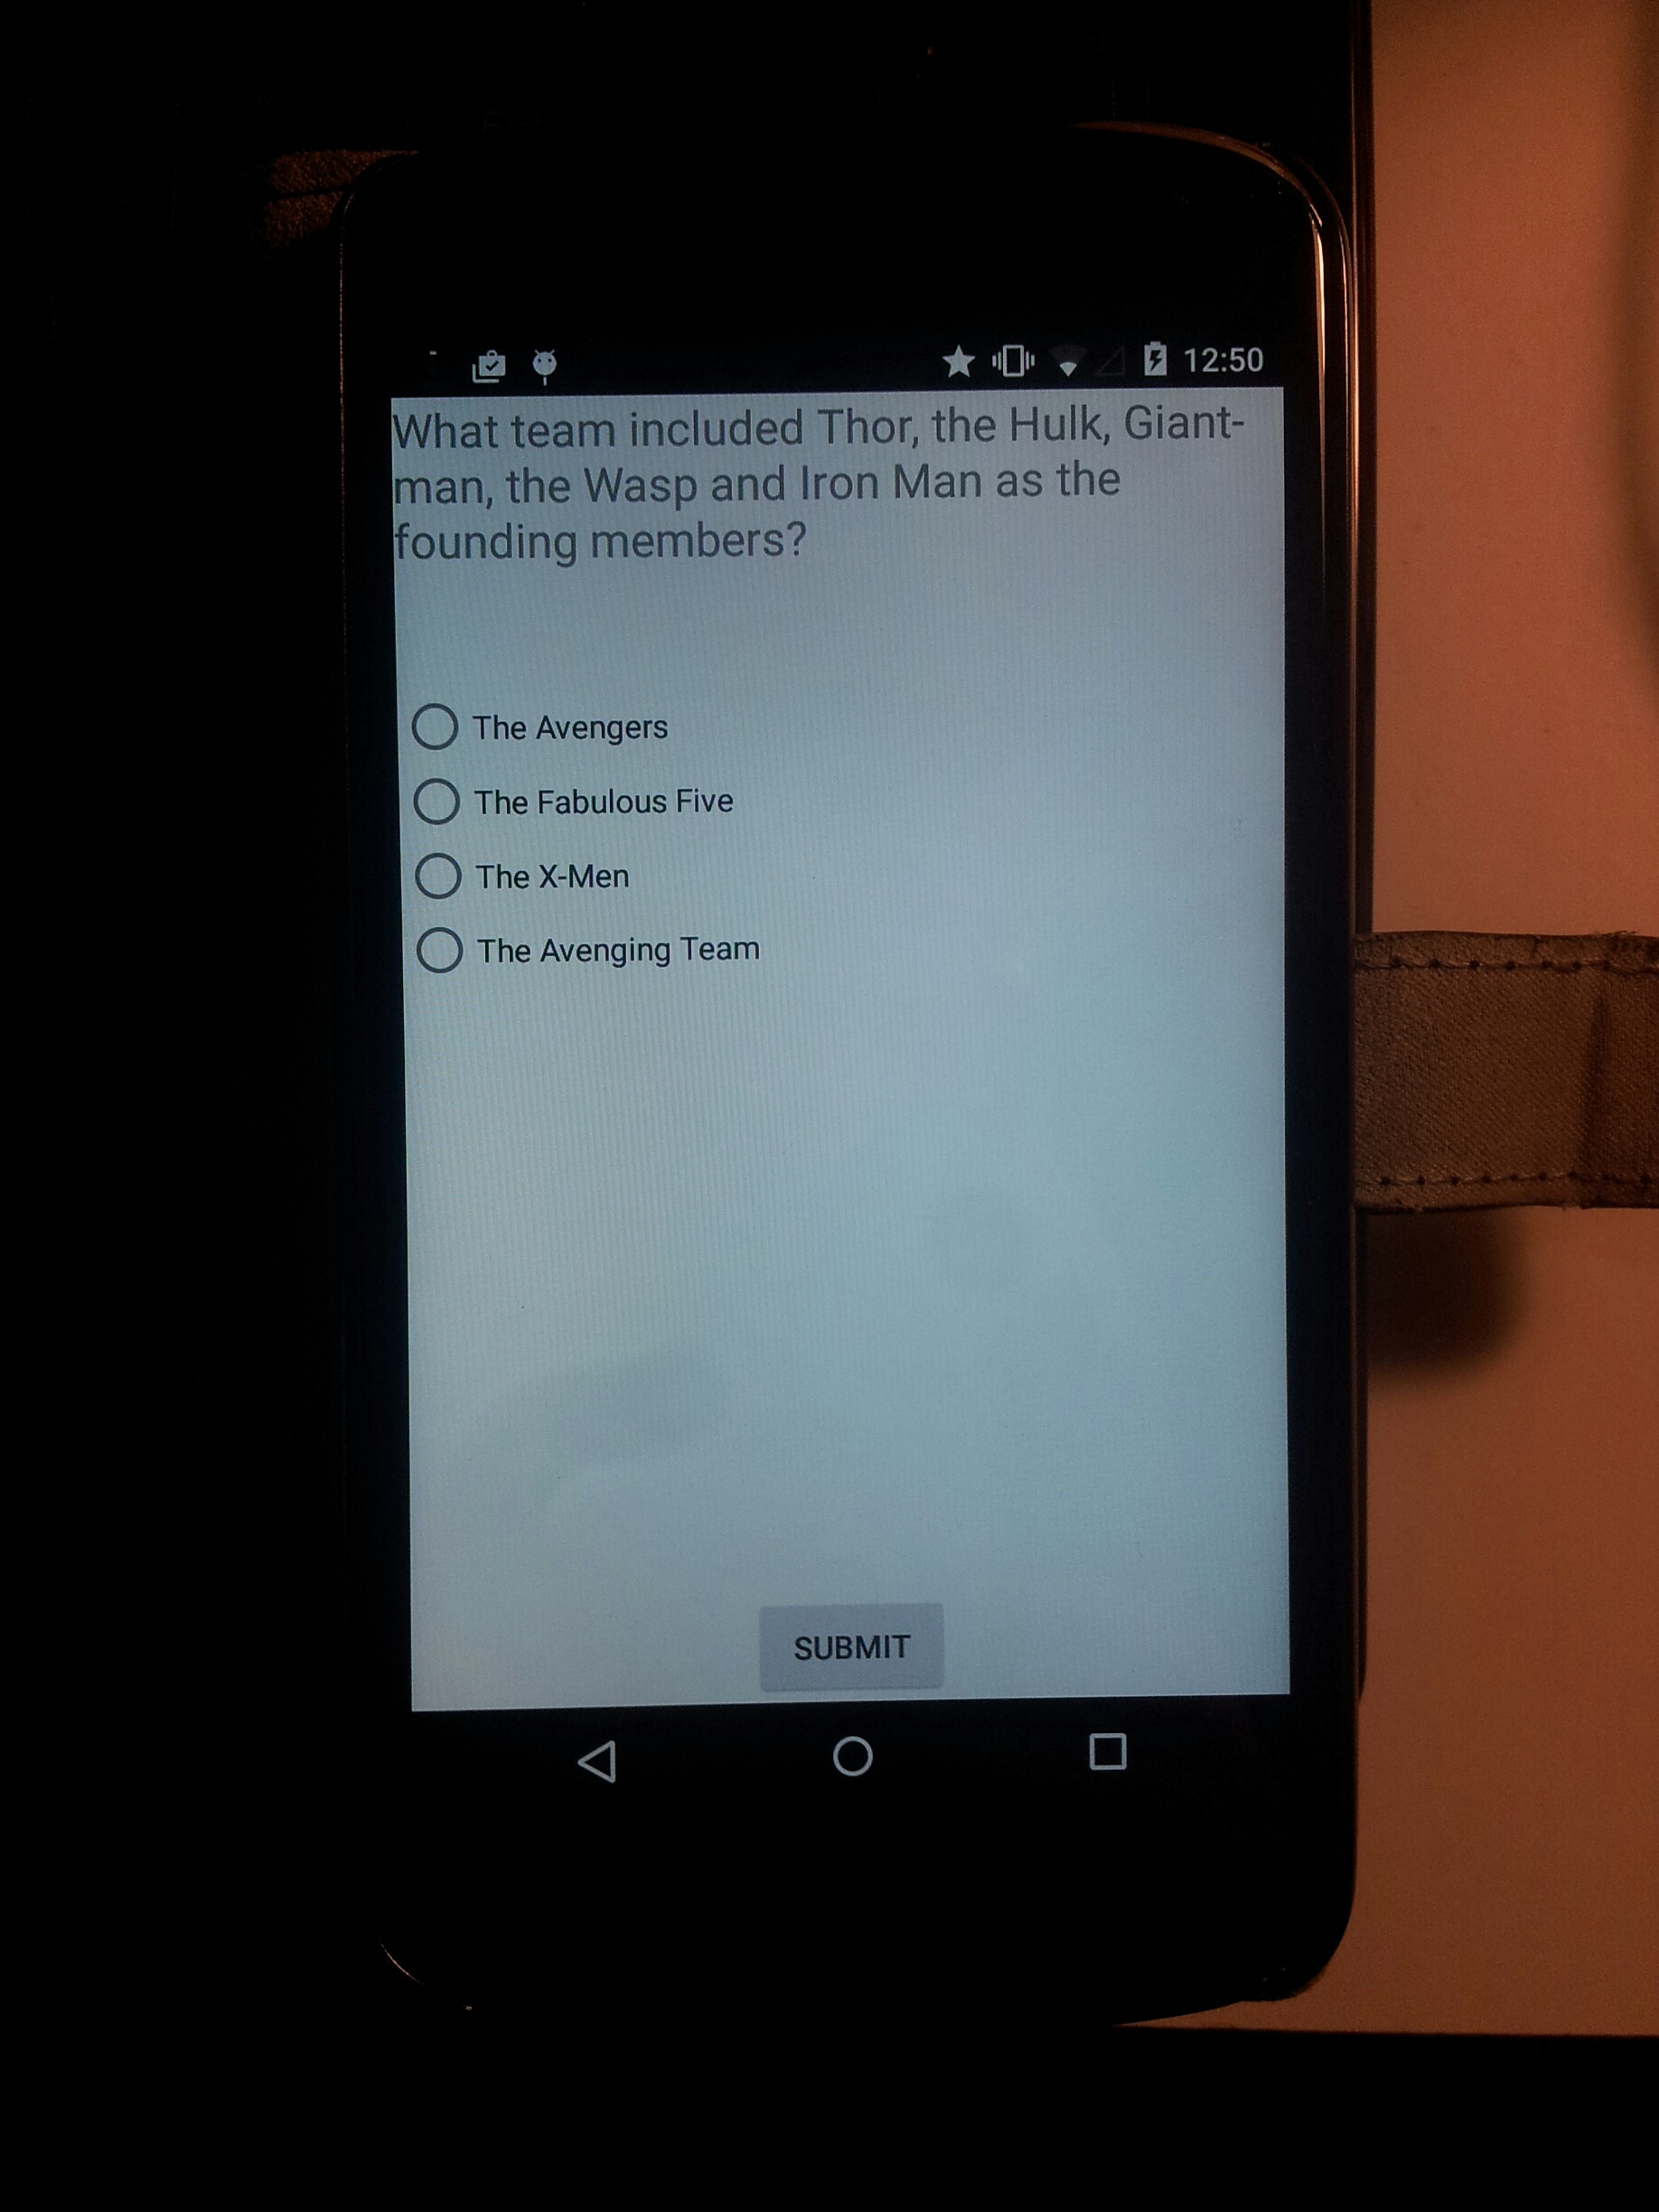 12:50
What team included Thor, the Hulk, Giant-
man, the Wasp and Iron Man as the
founding members?
The Avengers
The Fabulous Five
The X-Men
The Avenging Team
SUBMIT